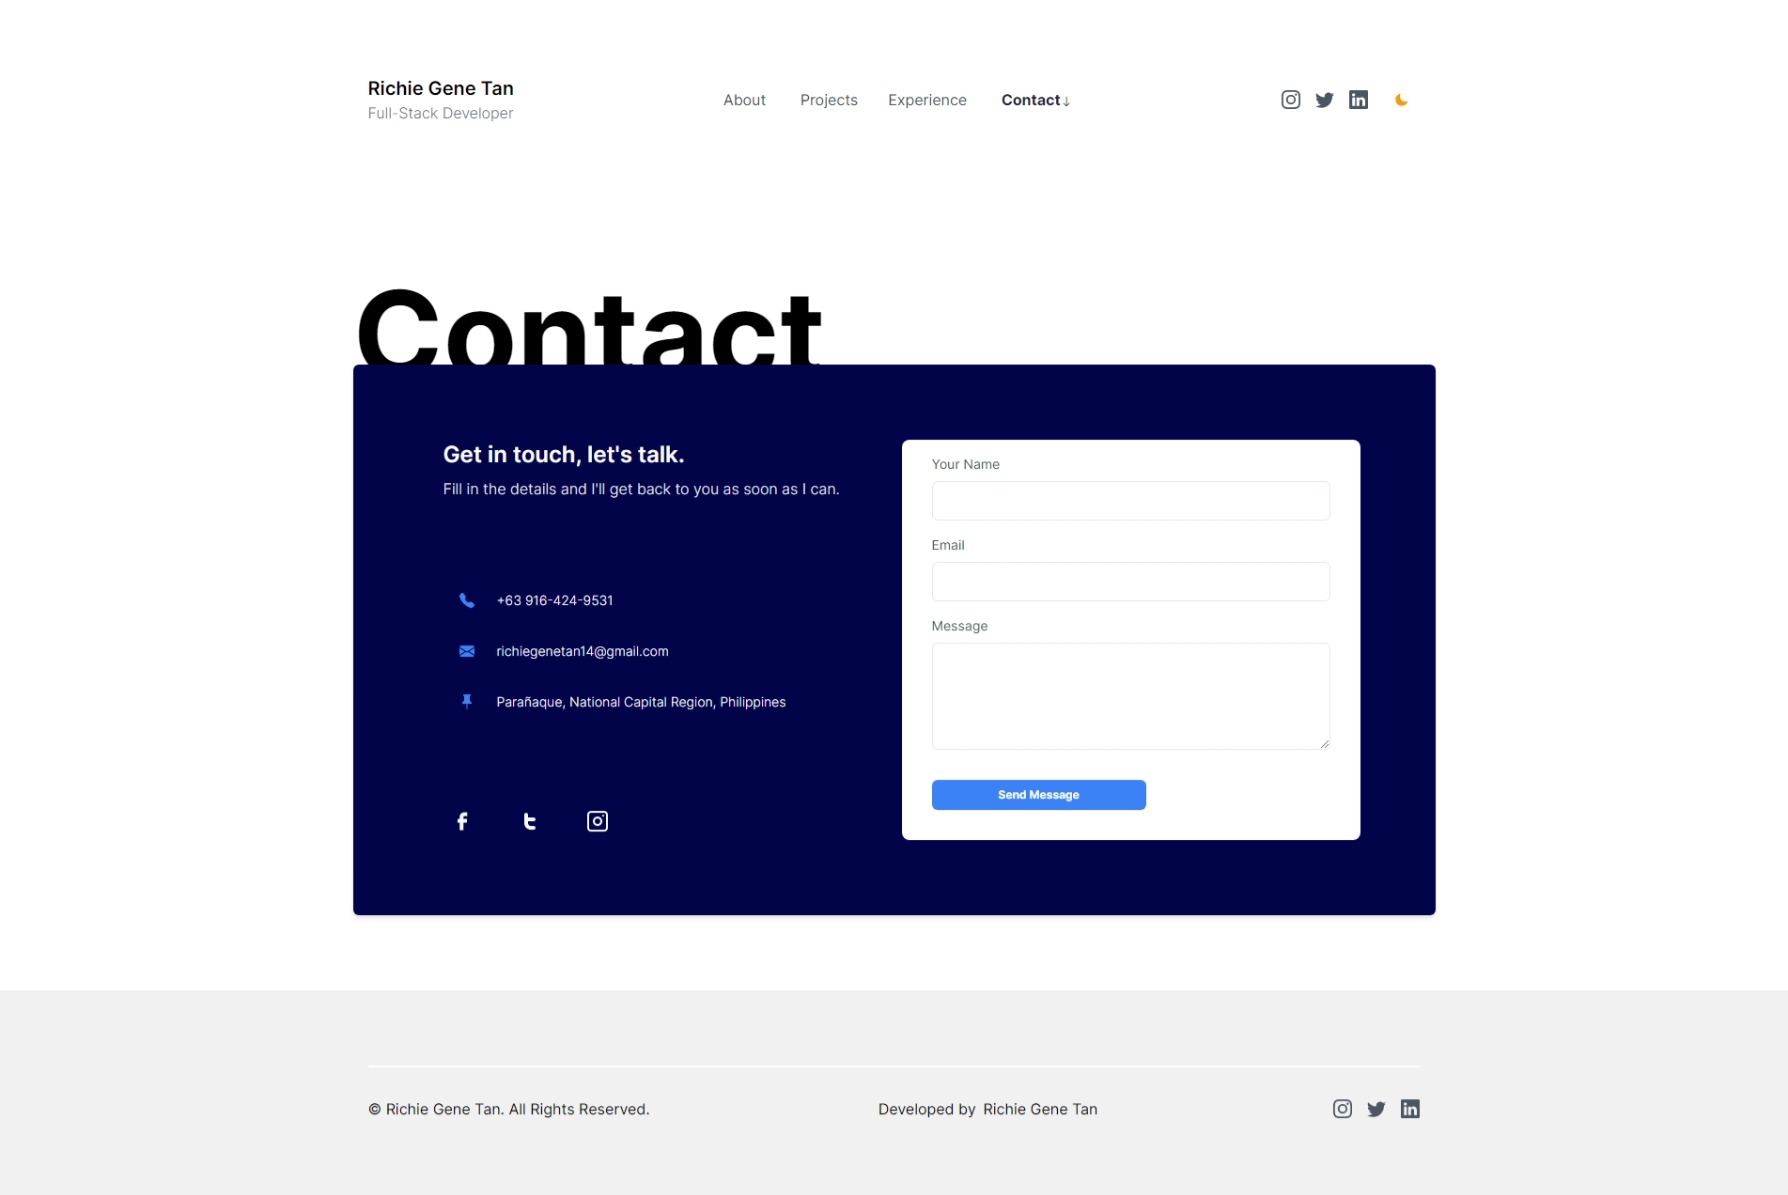 Richie Gene Tan
Full-Stack Developer
About Projects Experience Contact↓
Contact
Get in touch, let's talk.
Fill in the details and I'll get back to you as soon as I can.
+63 916-424-9531
richiegenetan14@gmail.com
Parañaque, National Capital Region, Philippines
Your Name
Email
Message
Send Message
© Richie Gene Tan. All Rights Reserved.
Developed by Richie Gene Tan